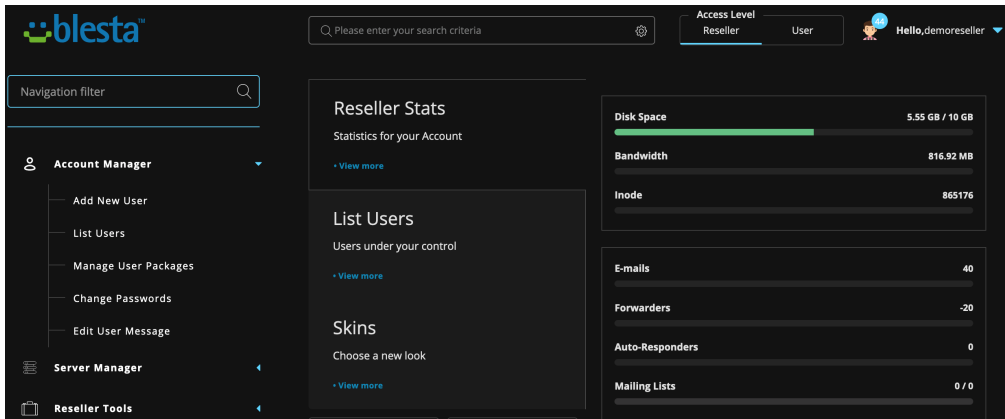 blesta™
Please enter your search criteria
Access Level
Reseller User
44
Hello,demoreseller
Navigation filter
Account Manager
Add New User
List Users
Manage User Packages
Change Passwords
Edit User Message
Server Manager
Reseller Tools
Reseller Stats
Statistics for your Account
• View more
List Users
Users under your control
• View more
Skins
Choose a new look
• View more
Disk Space 5.55 GB / 10 GB
Bandwidth 816.92 MB
Inode 865176
E-mails 40
Forwarders -20
Auto-Responders 0
Mailing Lists 0 / 0